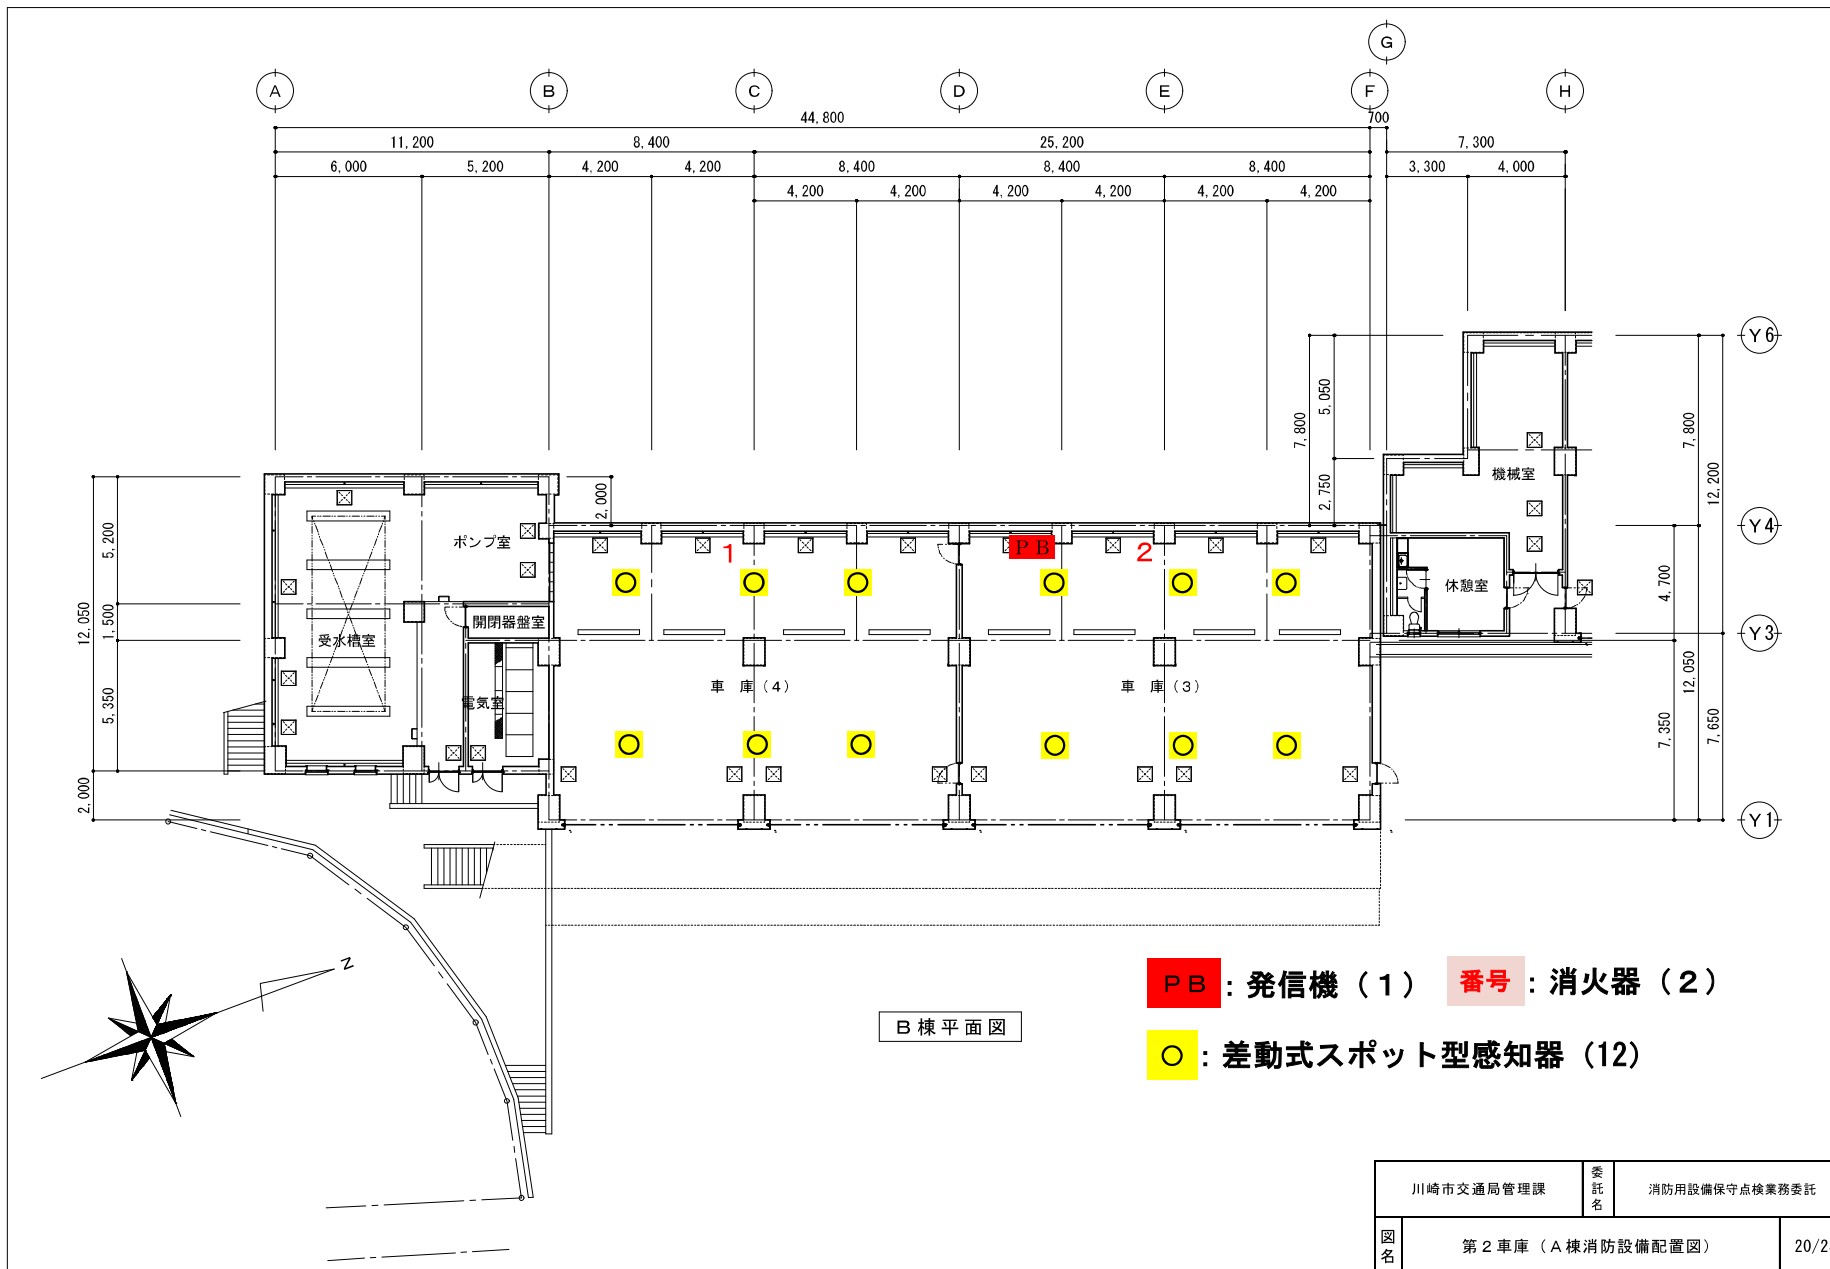 G
A B C D E F H
44,800 700
11,200 8,400 25,200 7,300
6,000 5,200 4,200 4,200 8,400 8,400 8,400 3,300 4,000
4,200 4,200 4,200 4,200 4,200 4,200
Y6
Y4
Y3
Y1
12,050
5,200
1,500
5,350
2,000
2,000
7,800
5,050
2,750
7,800
12,200
4,700
12,050
7,350
7,650
機械室
ポンプ室
1
PB
2
休憩室
開閉器盤室
受水槽室
電気室
車 庫(4)
車 庫(3)
N
B棟平面図
PB : 発信機(1) 番号 : 消火器(2)
○ : 差動式スポット型感知器(12)
川崎市交通局管理課
委託名
消防用設備保守点検業務委託
図名
第2車庫(A棟消防設備配置図)